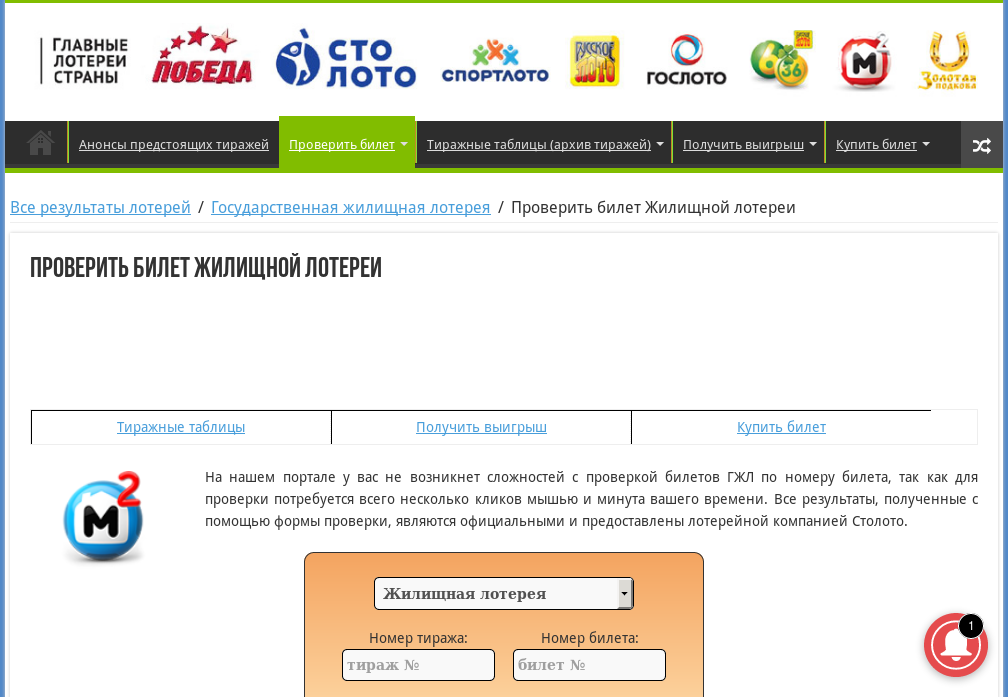 ГЛАВНЫЕ
ЛОТЕРЕИ
СТРАНЫ
ПОБЕДА
СТО
ЛОТО
СПОРТЛОТО
РУССКОЕ
ЛОТО
ГОСЛОТО
6 36
М2
Золотая
подкова
Анонсы предстоящих тиражей Проверить билет Тиражные таблицы (архив тиражей) Получить выигрыш Купить билет
Все результаты лотерей / Государственная жилищная лотерея / Проверить билет Жилищной лотереи
ПРОВЕРИТЬ БИЛЕТ ЖИЛИЩНОЙ ЛОТЕРЕИ
Тиражные таблицы Получить выигрыш Купить билет
М2
На нашем портале у вас не возникнет сложностей с проверкой билетов ГЖЛ по номеру билета, так как для
проверки потребуется всего несколько кликов мышью и минута вашего времени. Все результаты, полученные с
помощью формы проверки, являются официальными и предоставлены лотерейной компанией Столото.
Жилищная лотерея
Номер тиража: Номер билета:
тираж № билет №
1